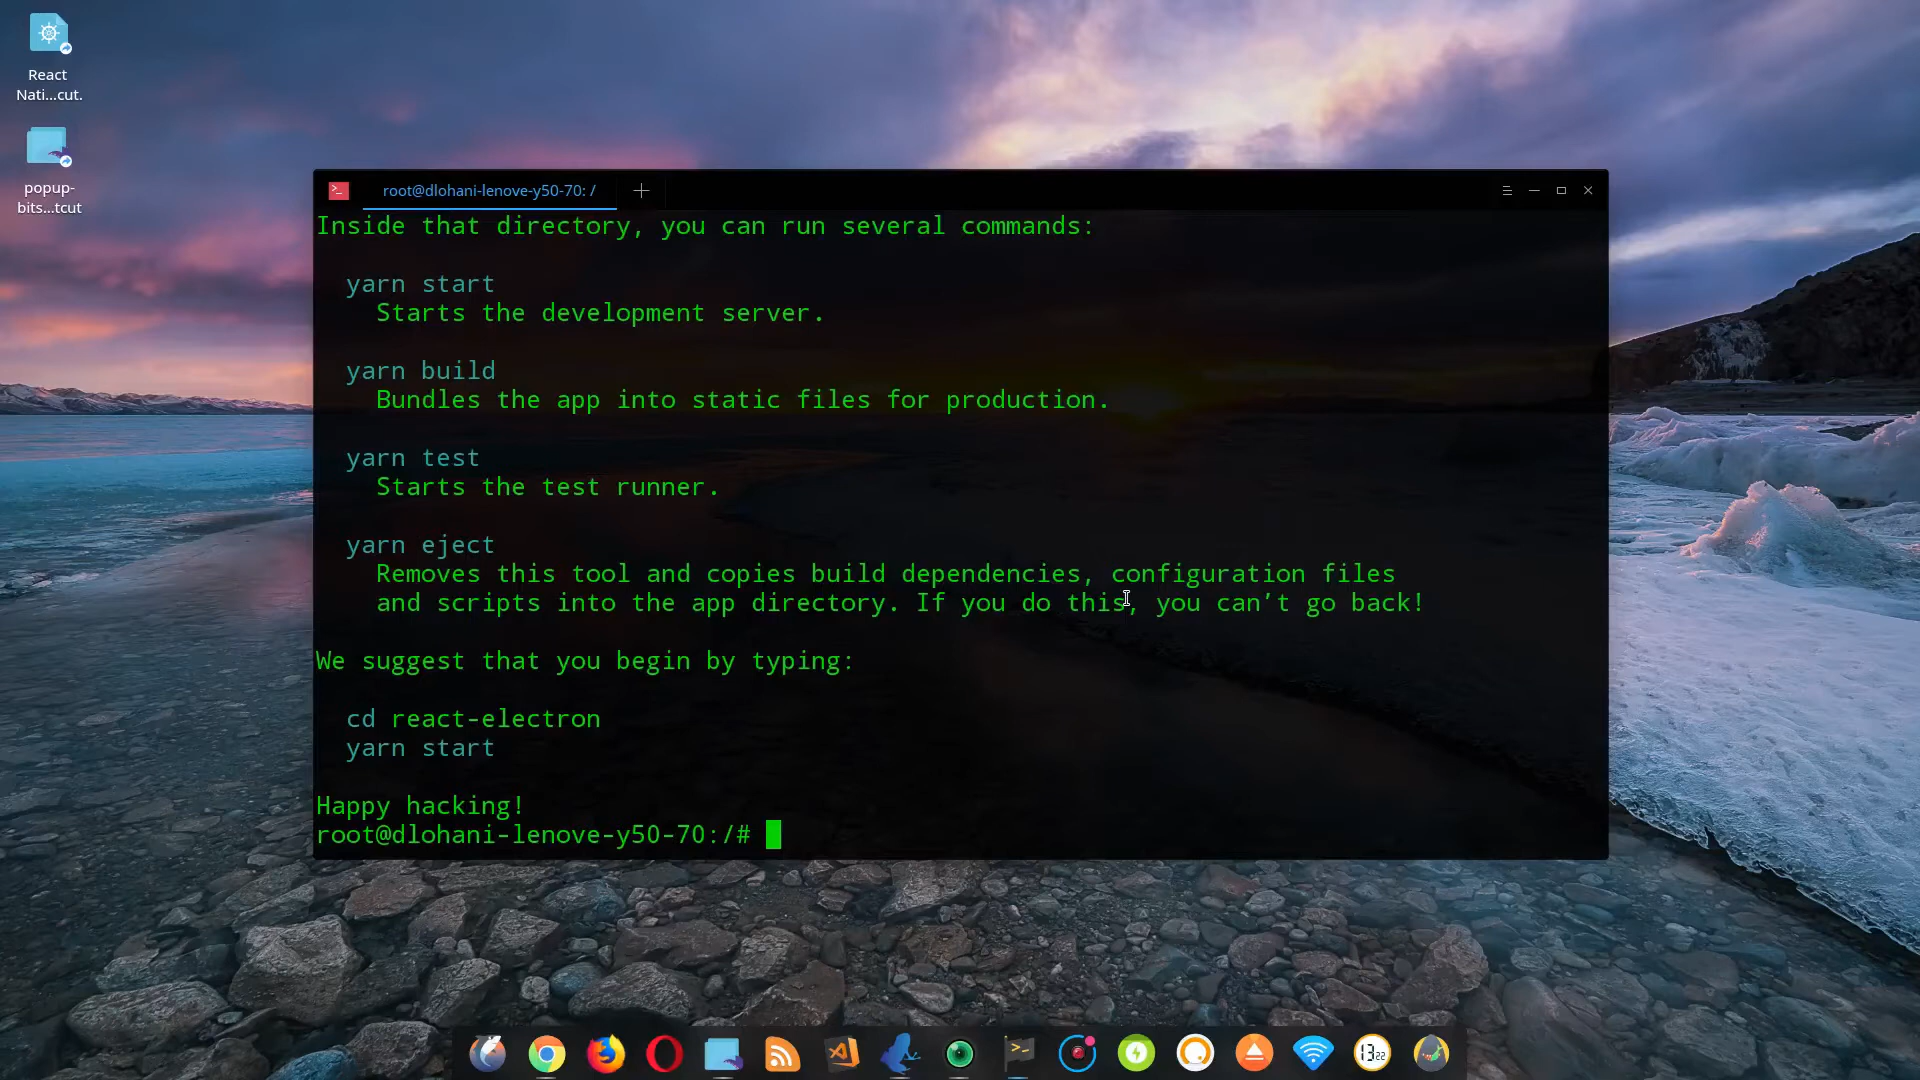 React
Nati...cut.
popup-
bits...tcut
root@dlohani-lenove-y50-70: /
Inside that directory, you can run several commands:
yarn start
Starts the development server.
yarn build
Bundles the app into static files for production.
yarn test
Starts the test runner.
yarn eject
Removes this tool and copies build dependencies, configuration files
and scripts into the app directory. If you do this, you can’t go back!
We suggest that you begin by typing:
cd react-electron
yarn start
Happy hacking!
root@dlohani-lenove-y50-70:/#
13 22